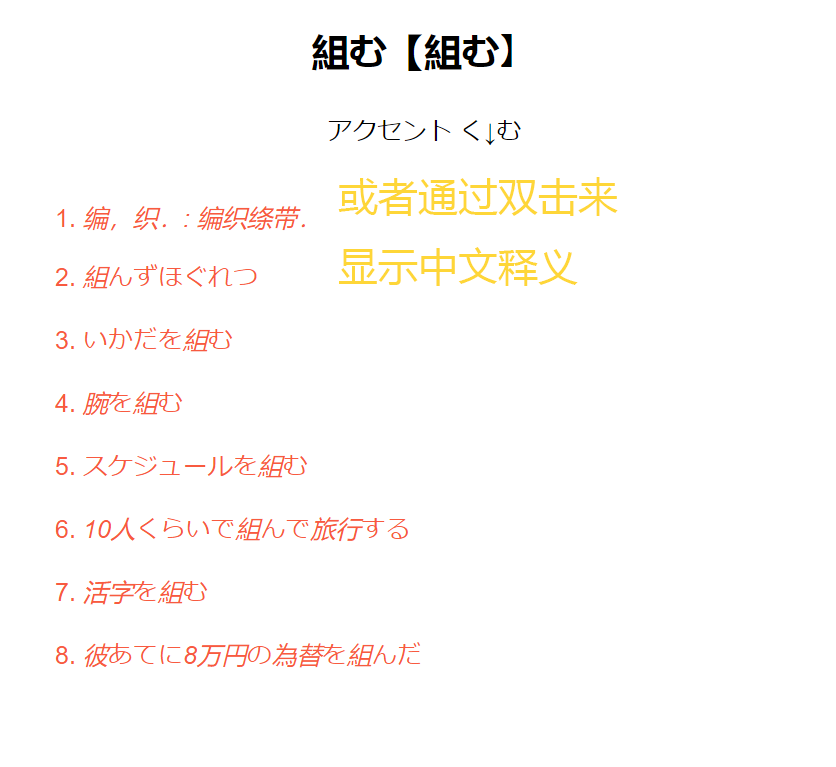 組む【組む】
アクセント く↓む
1. 编，织．: 编织绦带．
或者通过双击来
显示中文释义
2. 組んずほぐれつ
3. いかだを組む
4. 腕を組む
5. スケジュールを組む
6. 10人くらいで組んで旅行する
7. 活字を組む
8. 彼あてに8万円の為替を組んだ